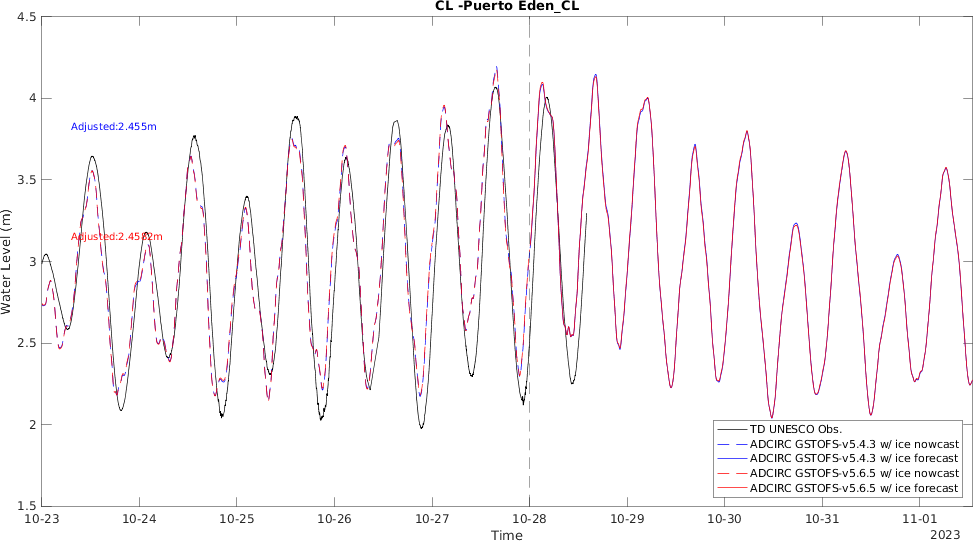 CL -Puerto Eden_CL
4.5
4
3.5
3
2.5
2
1.5
Water Level (m)
Adjusted:2.455m
Adjusted:2.4582m
TD UNESCO Obs.
ADCIRC GSTOFS-v5.4.3 w/ ice nowcast
ADCIRC GSTOFS-v5.4.3 w/ ice forecast
ADCIRC GSTOFS-v5.6.5 w/ ice nowcast
ADCIRC GSTOFS-v5.6.5 w/ ice forecast
10-23 10-24 10-25 10-26 10-27 10-28 10-29 10-30 10-31 11-01
Time
2023